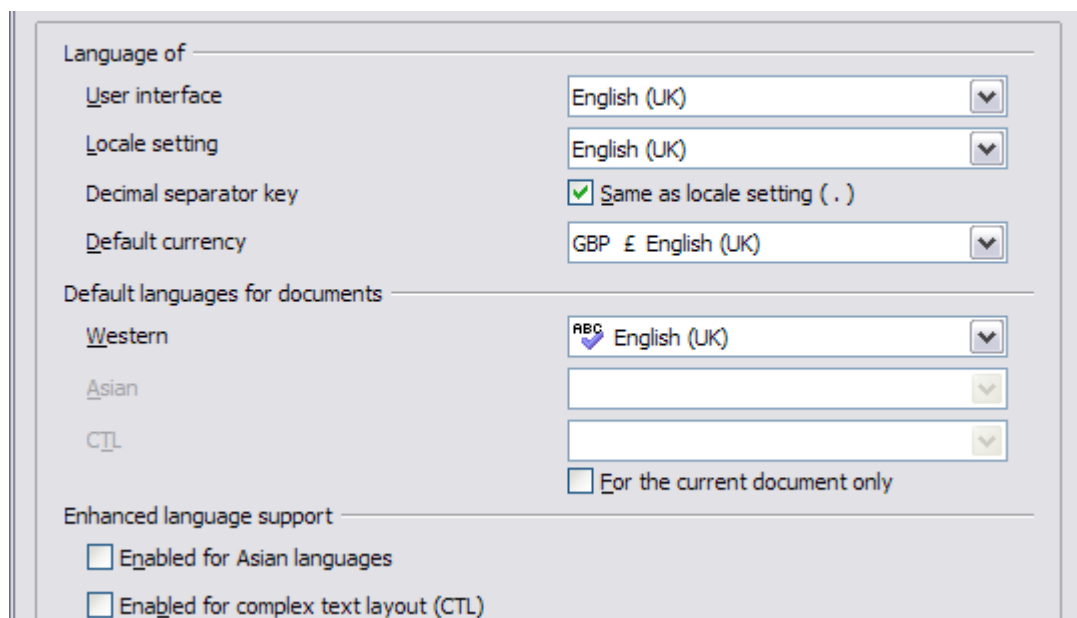 Language of
User interface English (UK)
Locale setting English (UK)
Decimal separator key Same as locale setting ( . )
Default currency GBP £ English (UK)
Default languages for documents
Western ABC English (UK)
Asian
CTL
For the current document only
Enhanced language support
Enabled for Asian languages
Enabled for complex text layout (CTL)